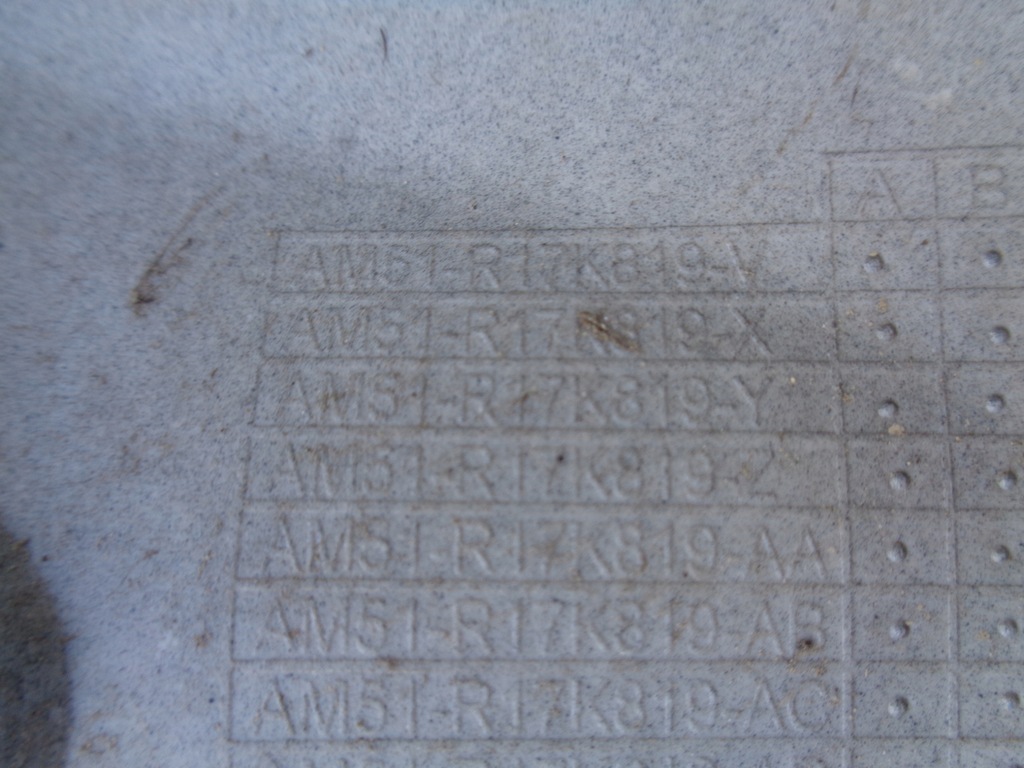 A B
AM51-R17K819-V
AM51-R17K819-X
AM51-R17K819-Y
AM51-R17K819-Z
AM51-R17K819-AA
AM51-R17K819-AB
AM51-R17K819-AC